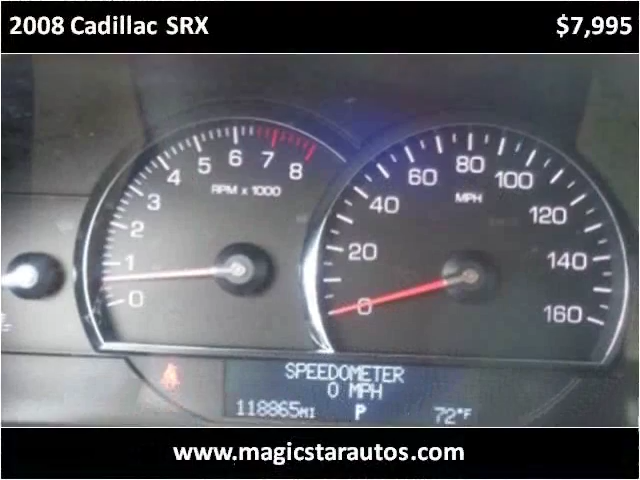 2008 Cadillac SRX $7,995
0 1 2 3 4 5 6 7 8
RPM x 1000
0 20 40 60 80 100 120 140 160
MPH
SPEEDOMETER
0 MPH
118865MI P 72°F
www.magicstarautos.com